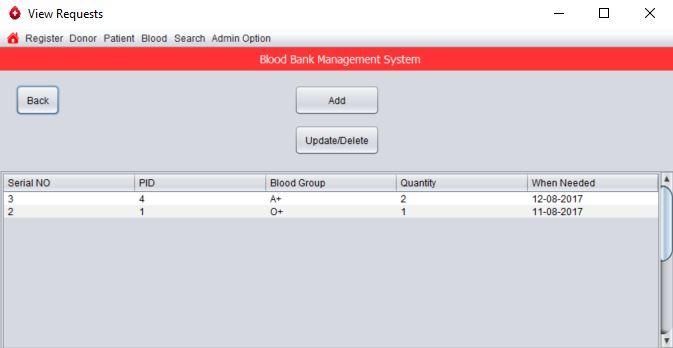 View Requests
Register Donor Patient Blood Search Admin Option
Blood Bank Management System
Back Add
Update/Delete
Serial NO PID Blood Group Quantity When Needed
3 4 A+ 2 12-08-2017
2 1 O+ 1 11-08-2017